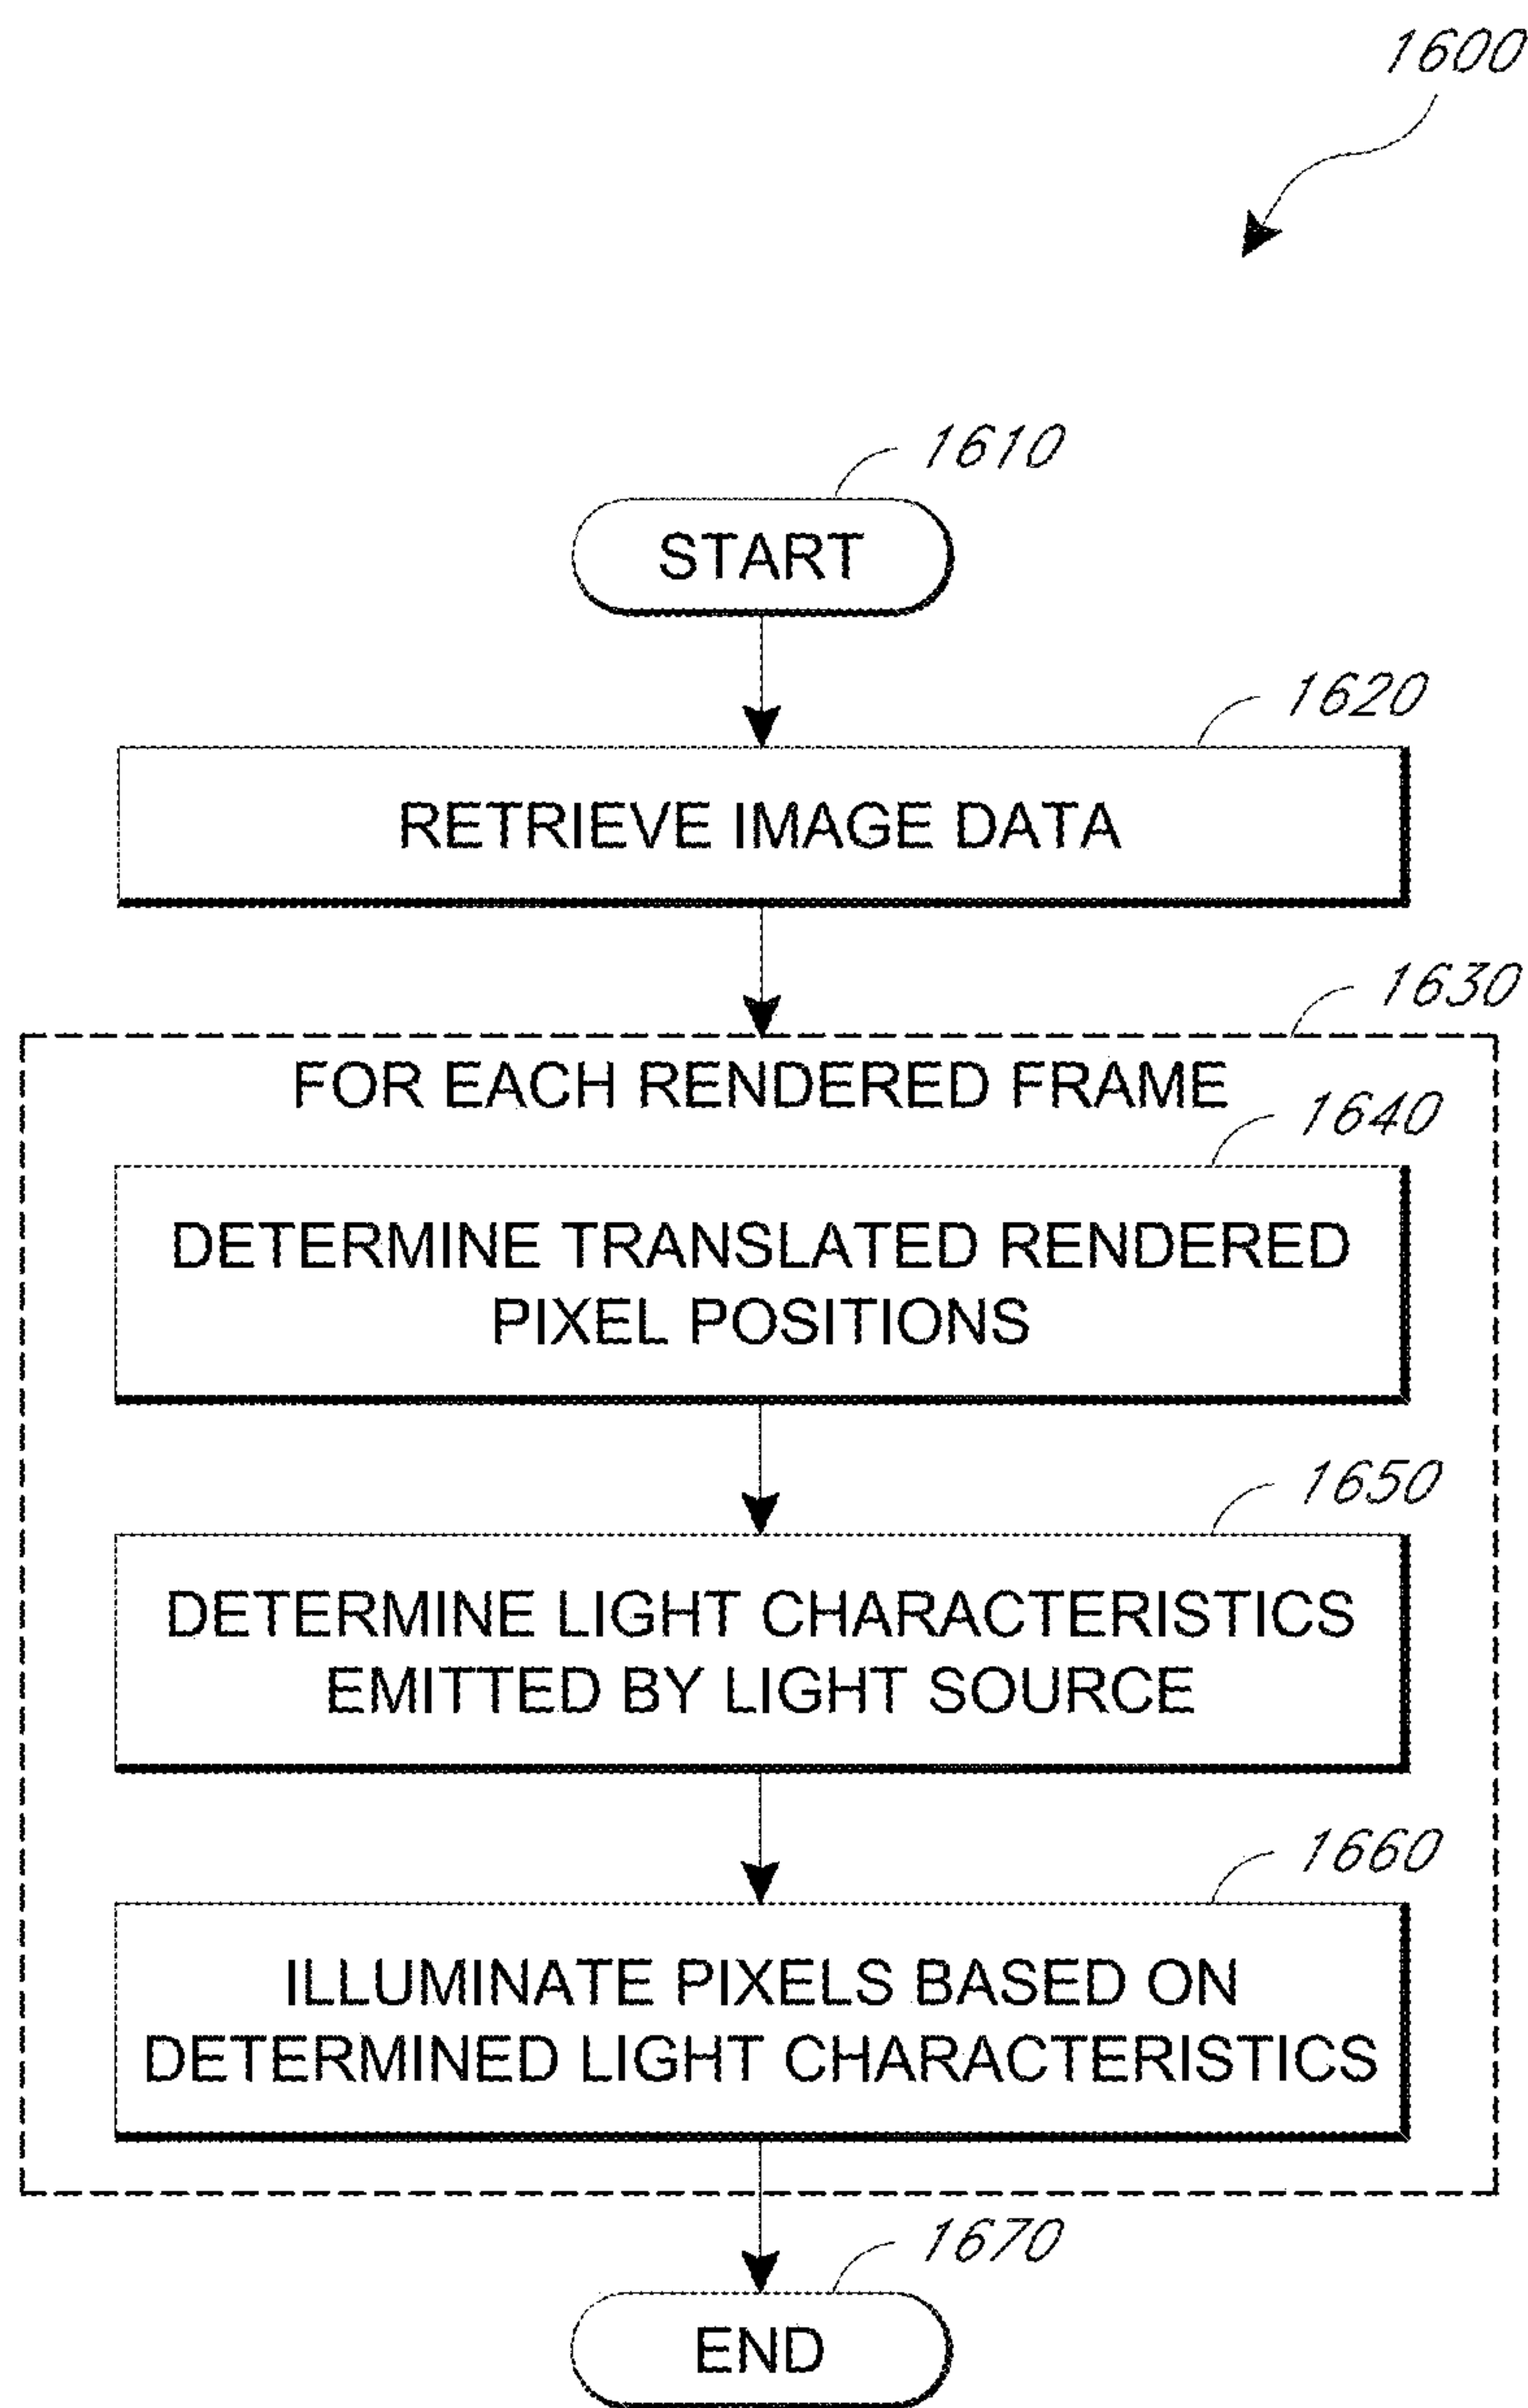 1600
1610
START
1620
RETRIEVE IMAGE DATA
1630
FOR EACH RENDERED FRAME
1640
DETERMINE TRANSLATED RENDERED
PIXEL POSITIONS
1650
DETERMINE LIGHT CHARACTERISTICS
EMITTED BY LIGHT SOURCE
1660
ILLUMINATE PIXELS BASED ON
DETERMINED LIGHT CHARACTERISTICS
1670
END